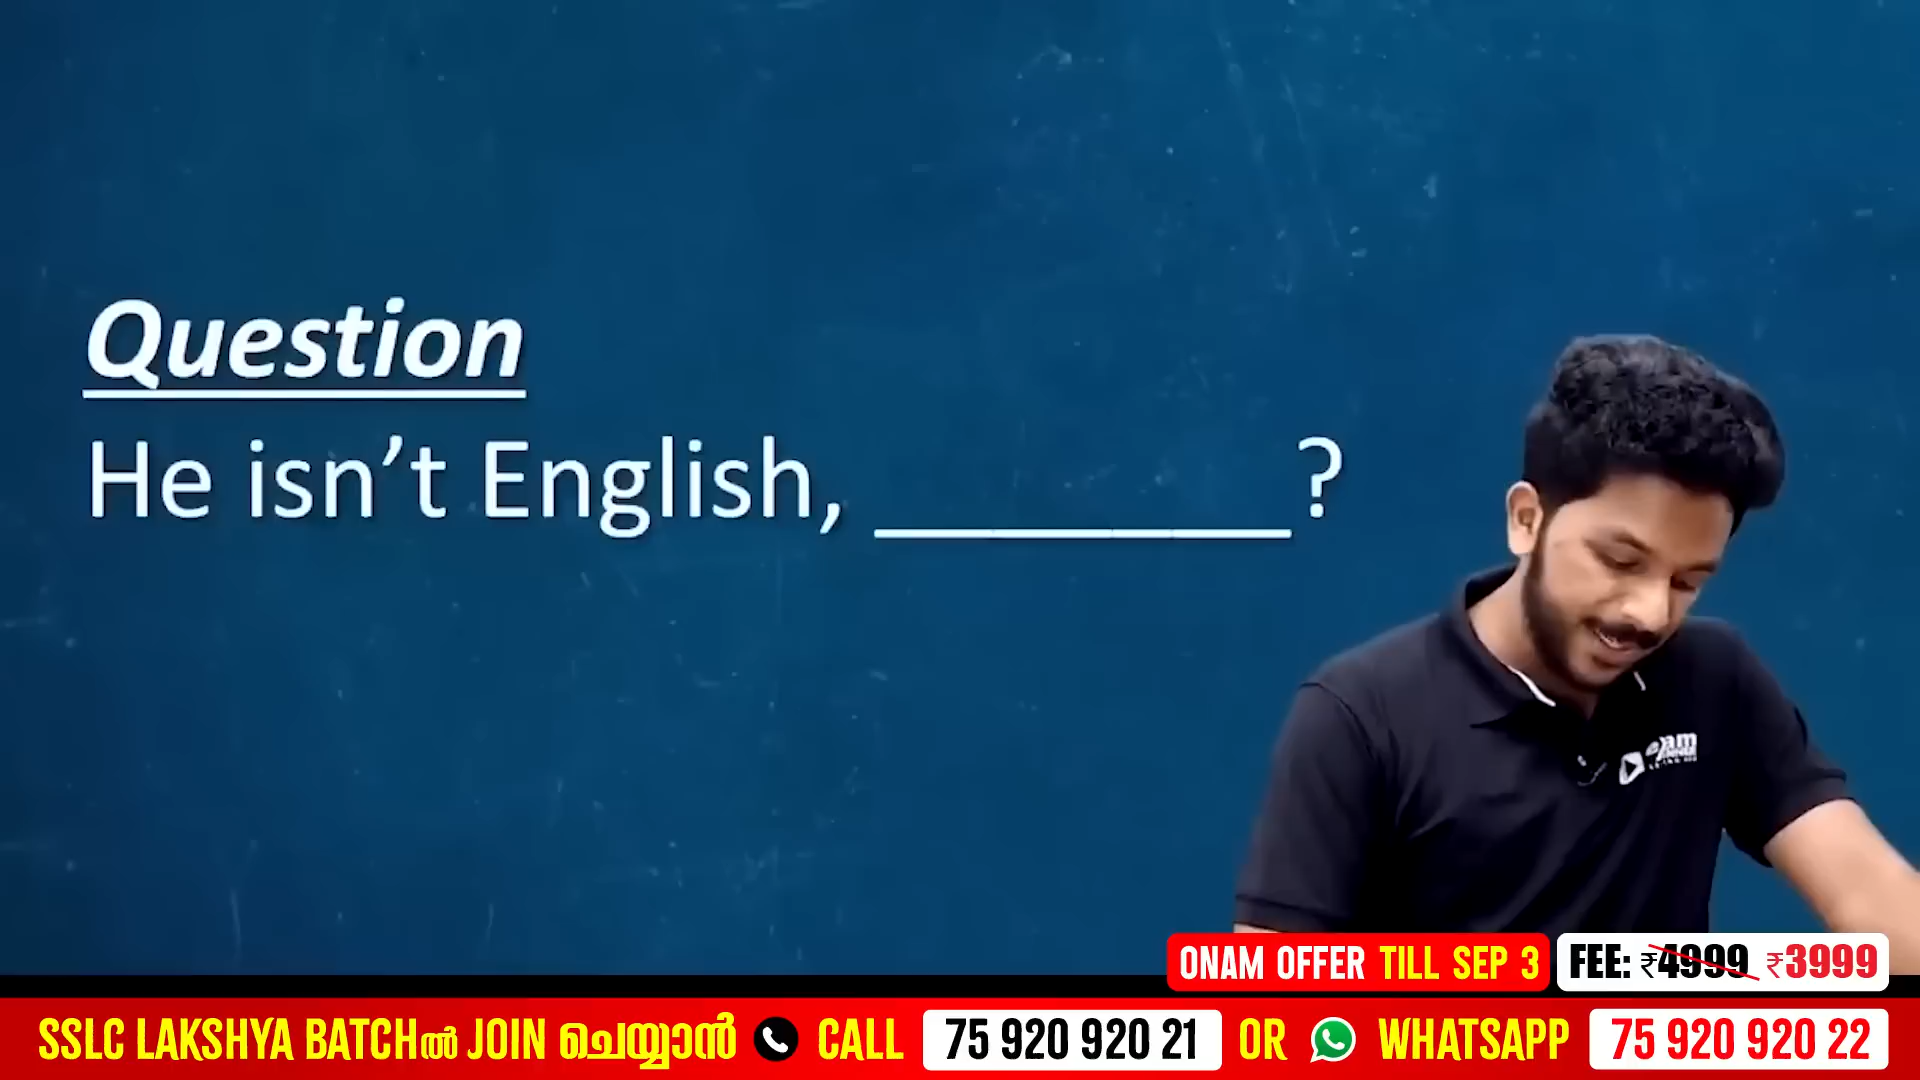 Question
He isn’t English, _______?
ONAM OFFER TILL SEP 3
FEE: ₹4999 ₹3999
SSLC LAKSHYA BATCHൽ JOIN ചെയ്യാൻ CALL 75 920 920 21 OR WHATSAPP 75 920 920 22